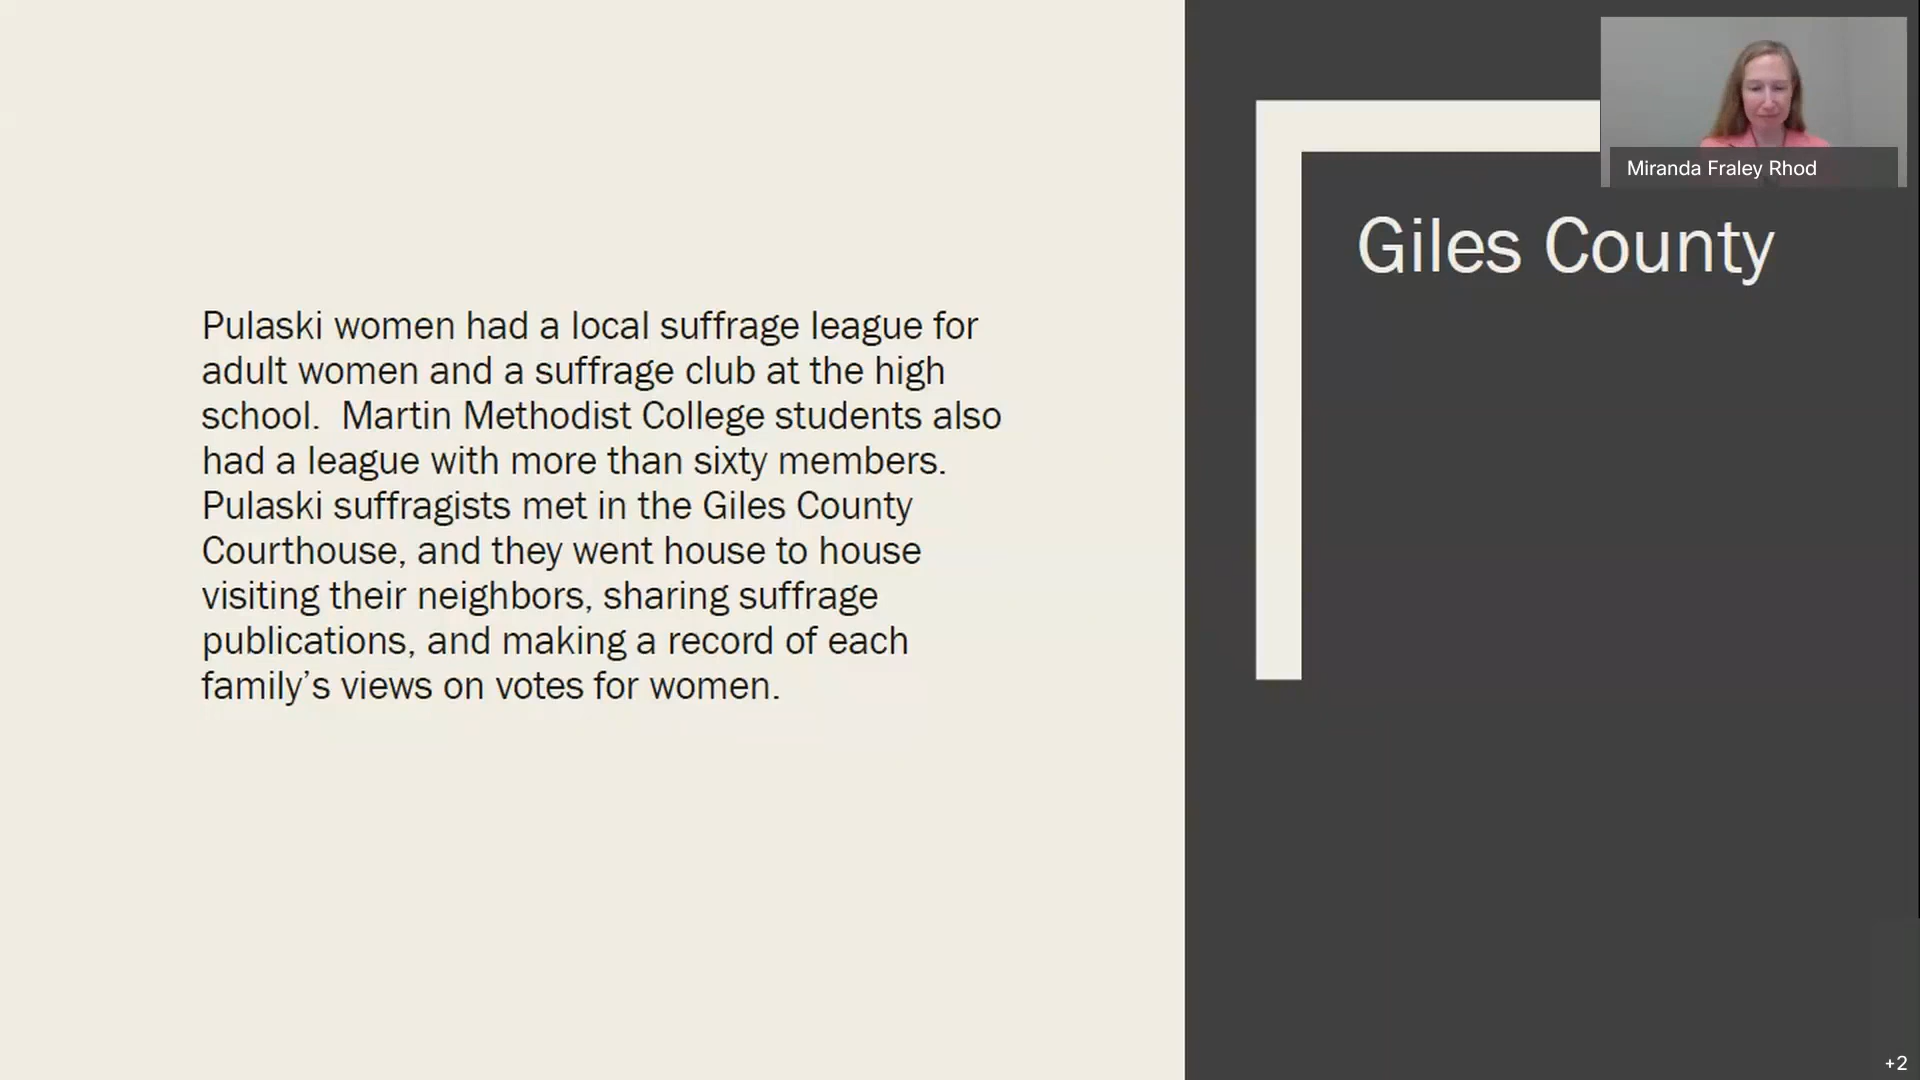 Pulaski women had a local suffrage league for
adult women and a suffrage club at the high
school.  Martin Methodist College students also
had a league with more than sixty members.
Pulaski suffragists met in the Giles County
Courthouse, and they went house to house
visiting their neighbors, sharing suffrage
publications, and making a record of each
family’s views on votes for women.
Miranda Fraley Rhod
Giles County
+2